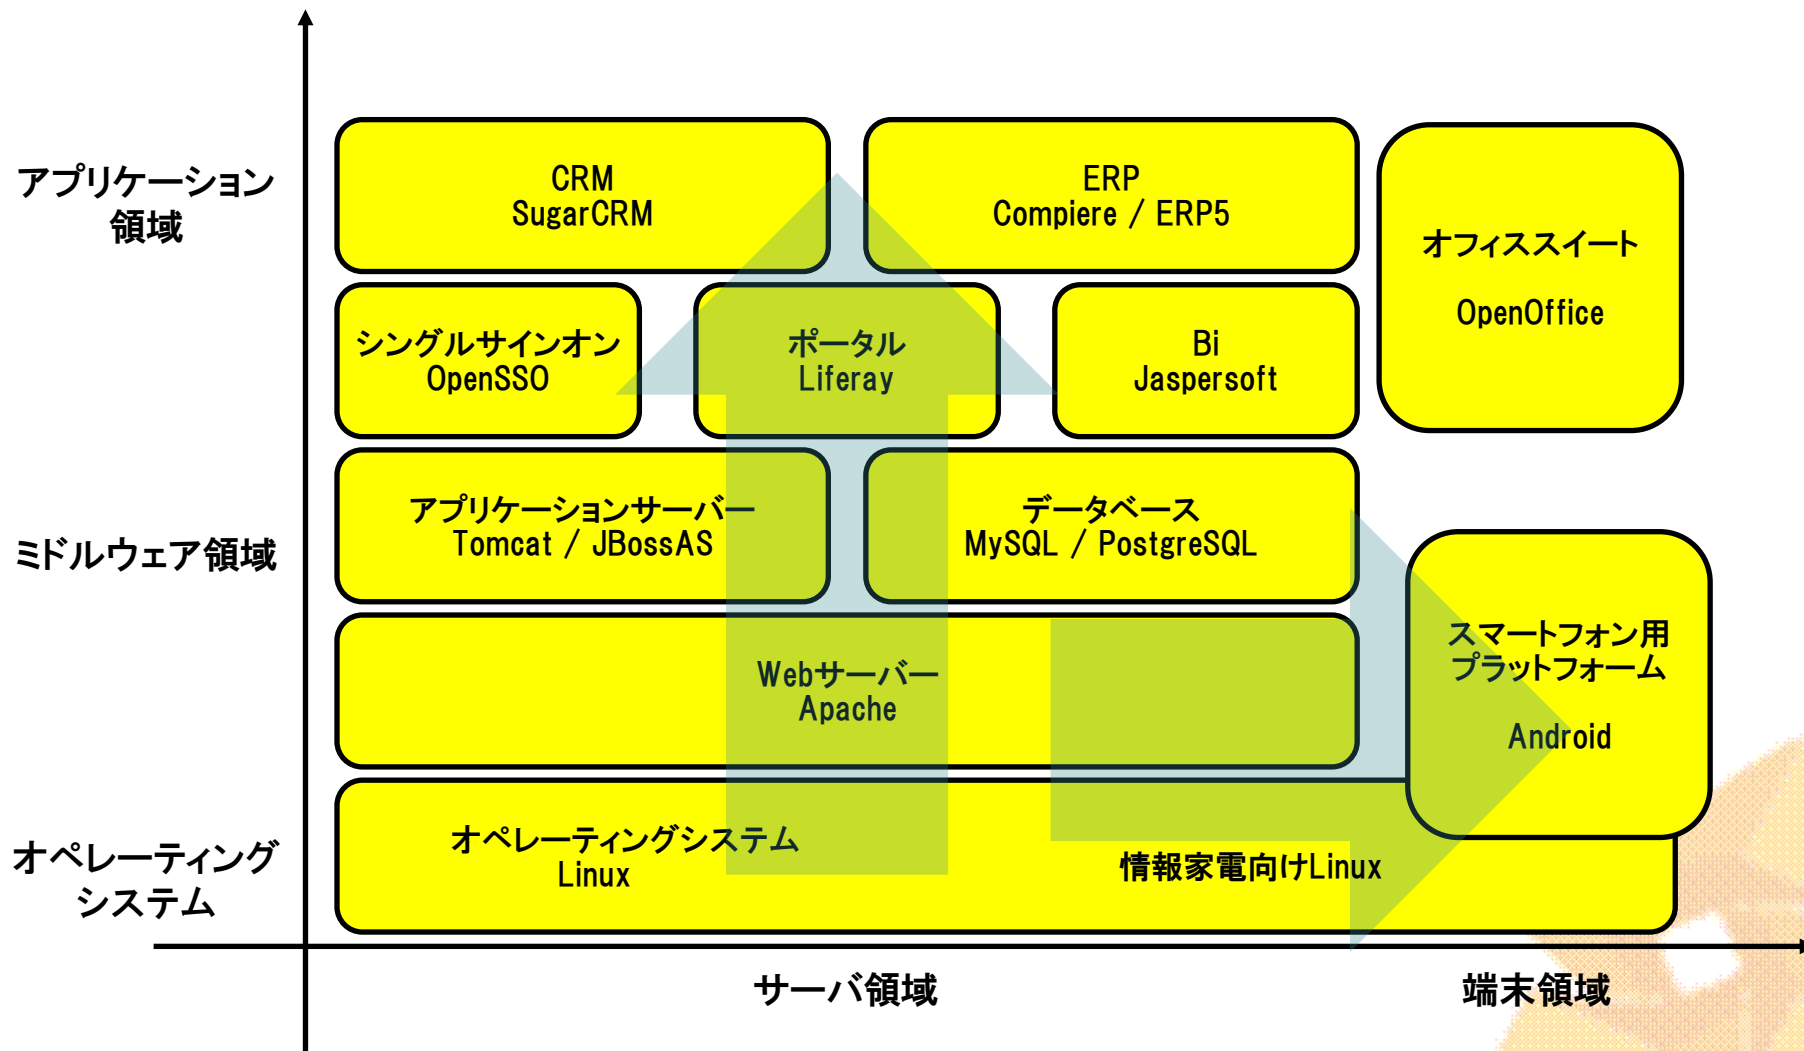 アプリケーション
領域
CRM
SugarCRM
ERP
Compiere / ERP5
オフィススイート
OpenOffice
シングルサインオン
OpenSSO
ポータル
Liferay
Bi
Jaspersoft
ミドルウェア領域
アプリケーションサーバー
Tomcat / JBossAS
データベース
MySQL / PostgreSQL
スマートフォン用
プラットフォーム
Android
Webサーバー
Apache
オペレーティング
システム
オペレーティングシステム
Linux
情報家電向けLinux
サーバ領域
端末領域